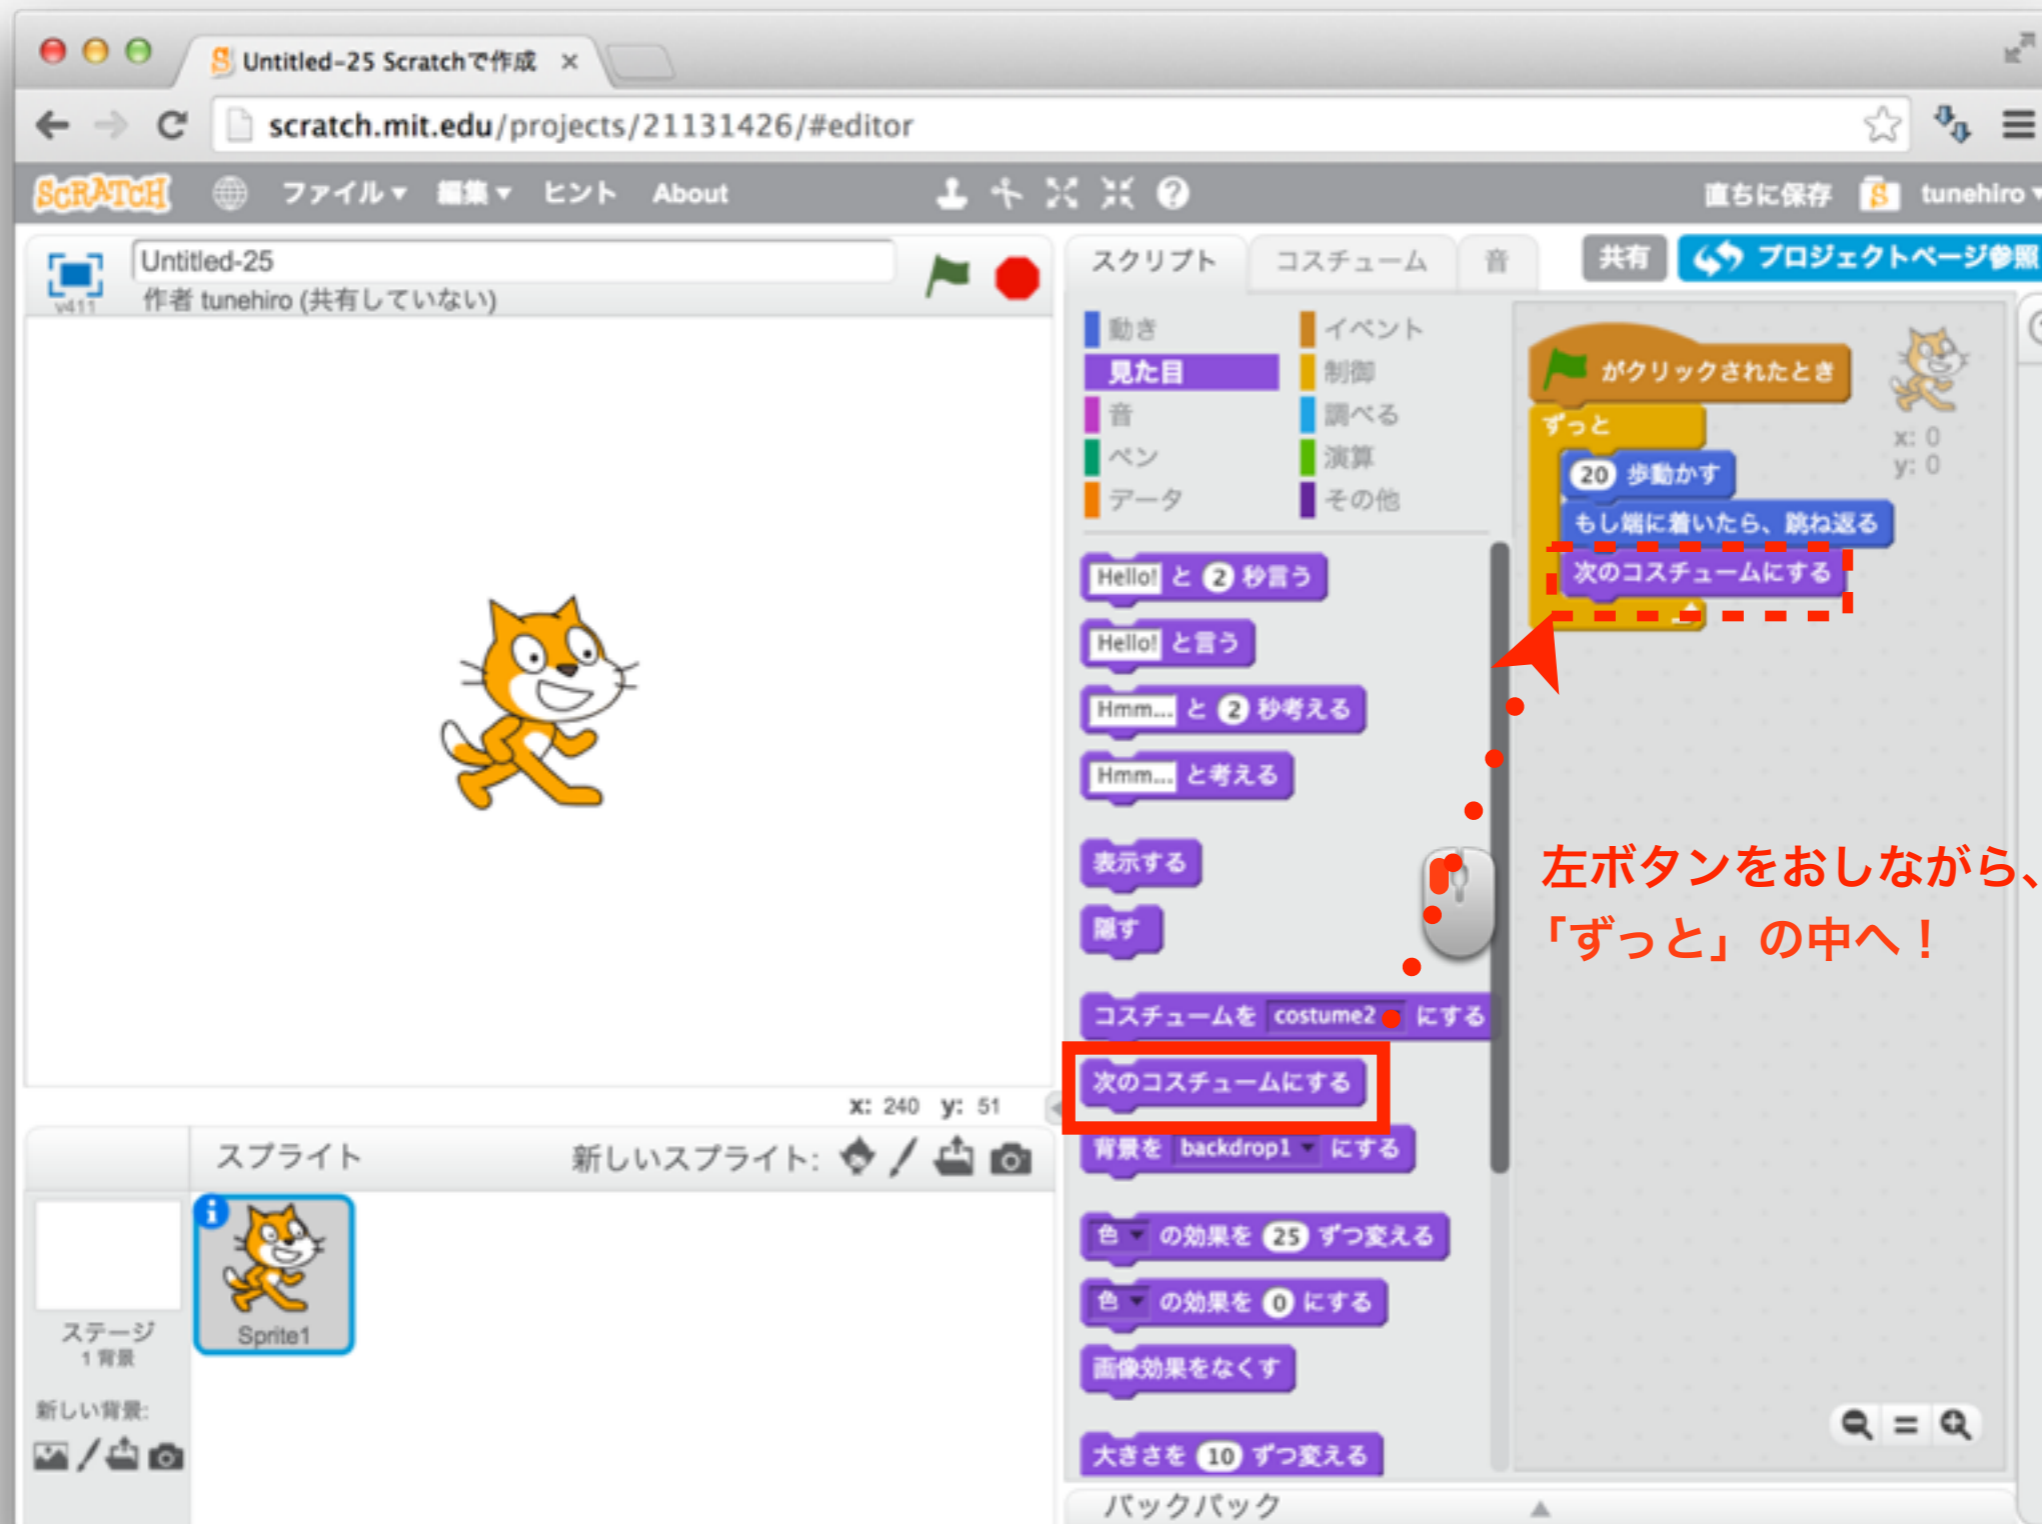 Untitled-25 Scratchで作成
scratch.mit.edu/projects/21131426/#editor
SCRATCH ファイル 編集 ヒント About 直ちに保存 tunehiro
Untitled-25
作者 tunehiro (共有していない)
v411
スクリプト コスチューム 音 共有 プロジェクトページ参照
動き イベント
見た目 制御
音 調べる
ペン 演算
データ その他
Hello! と 2 秒言う
Hello! と言う
Hmm... と 2 秒考える
Hmm... と考える
表示する
隠す
コスチュームを costume2 にする
次のコスチュームにする
背景を backdrop1 にする
色 の効果を 25 ずつ変える
色 の効果を 0 にする
画像効果をなくす
大きさを 10 ずつ変える
がクリックされたとき
ずっと
20 歩動かす
もし端に着いたら、跳ね返る
次のコスチュームにする
x: 0
y: 0
左ボタンをおしながら、
「ずっと」の中へ！
x: 240 y: 51
スプライト 新しいスプライト:
Sprite1
ステージ
1 背景
新しい背景:
バックパック